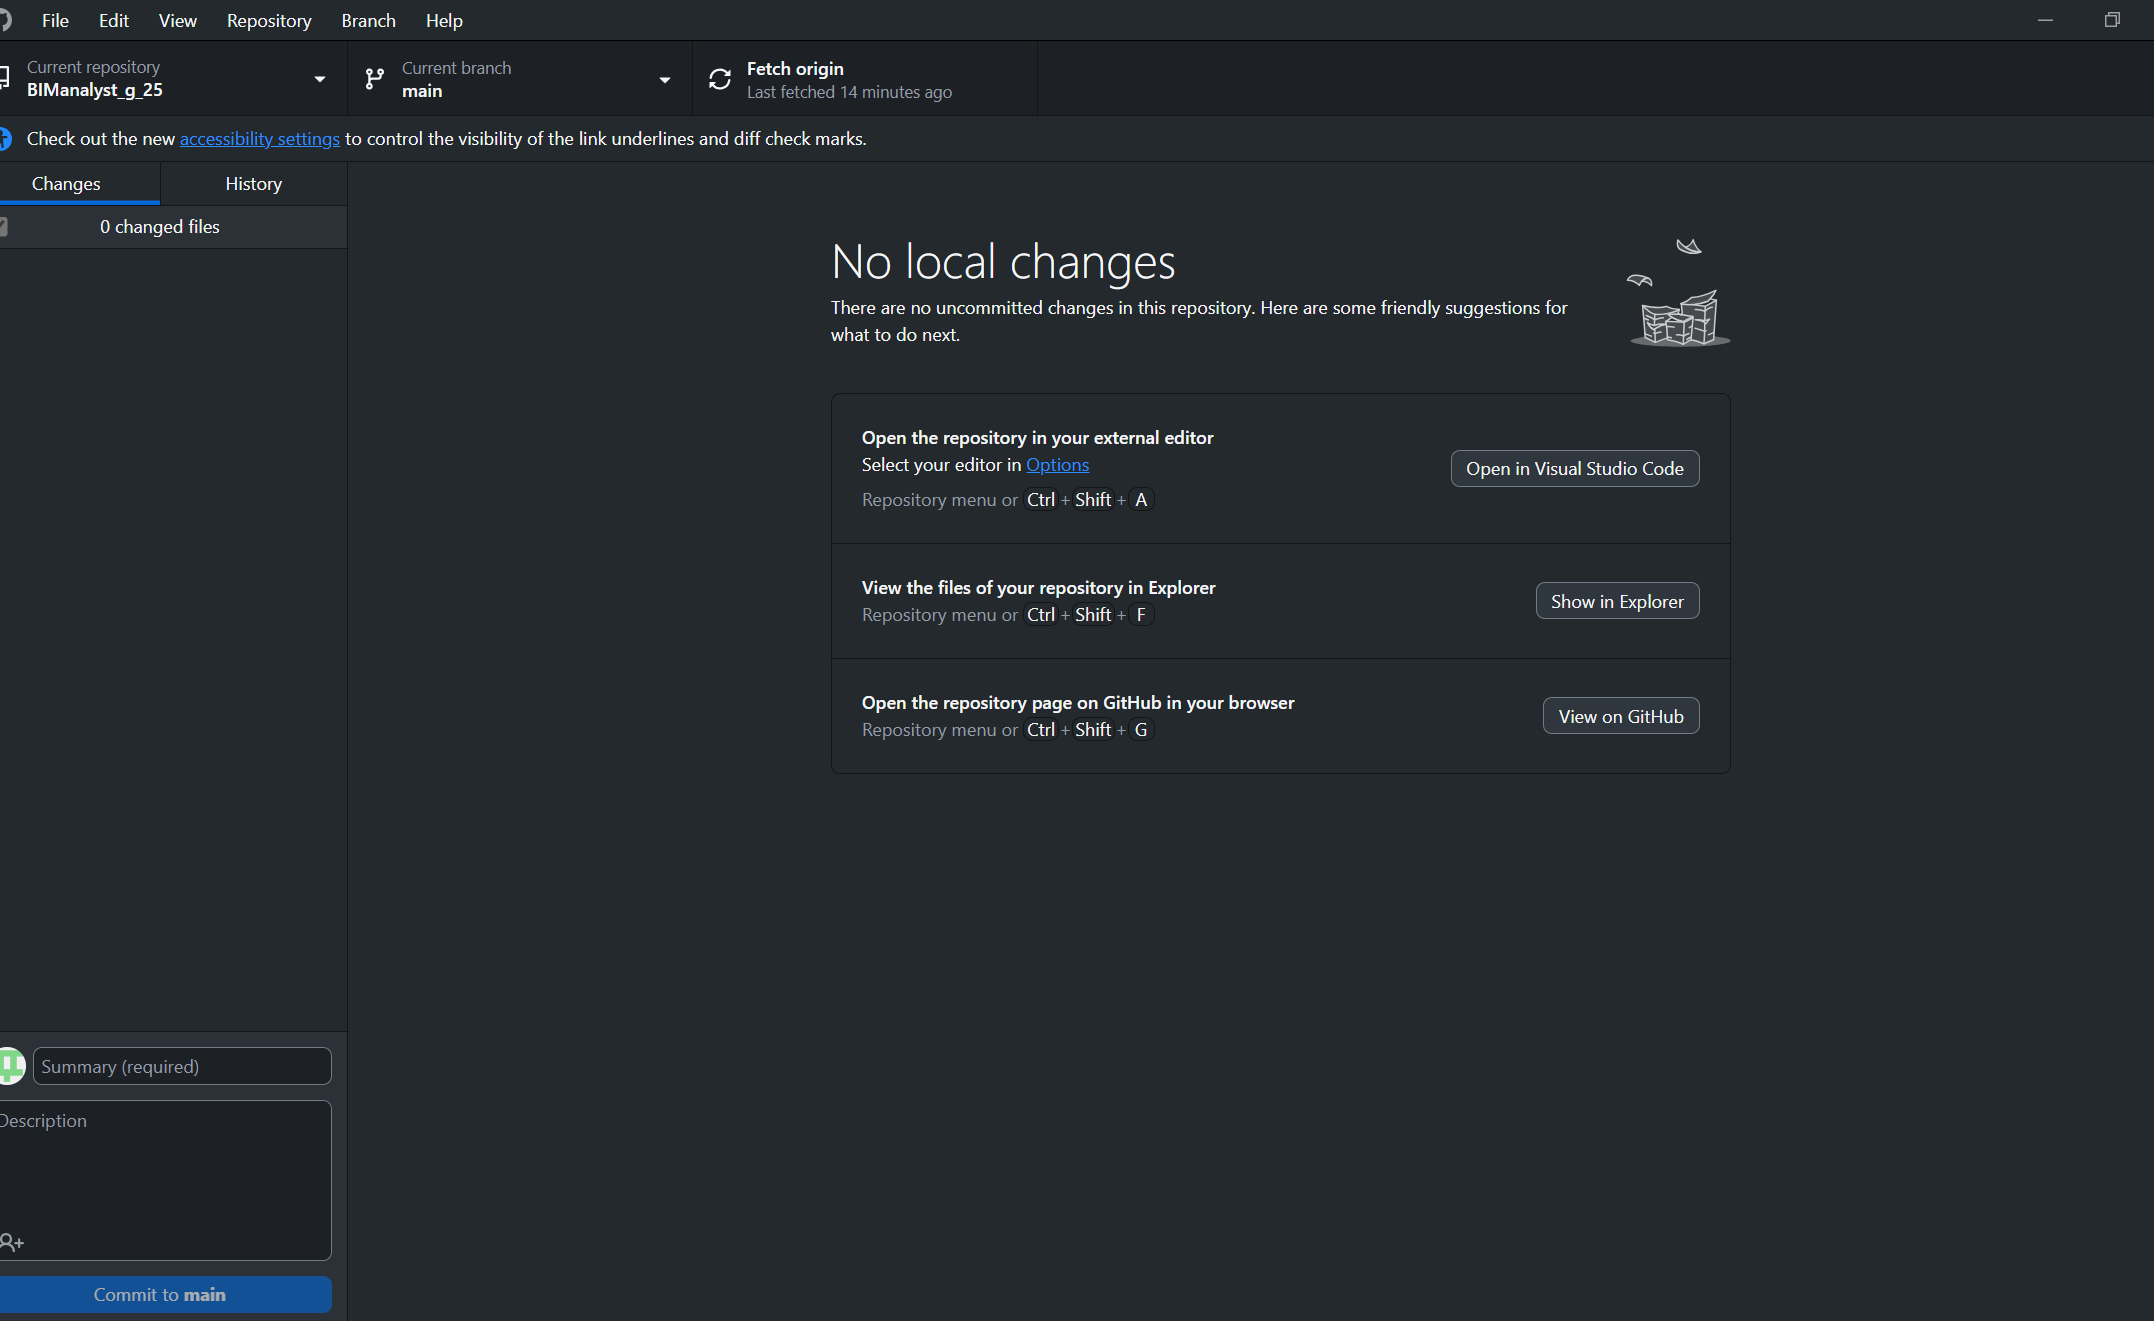 File Edit View Repository Branch Help
Current repository
BIManalyst_g_25
Current branch
main
Fetch origin
Last fetched 14 minutes ago
Check out the new accessibility settings to control the visibility of the link underlines and diff check marks.
Changes
History
0 changed files
No local changes
There are no uncommitted changes in this repository. Here are some friendly suggestions for
what to do next.
Open the repository in your external editor
Select your editor in Options
Repository menu or Ctrl + Shift + A
Open in Visual Studio Code
View the files of your repository in Explorer
Repository menu or Ctrl + Shift + F
Show in Explorer
Open the repository page on GitHub in your browser
Repository menu or Ctrl + Shift + G
View on GitHub
Summary (required)
Description
Commit to main